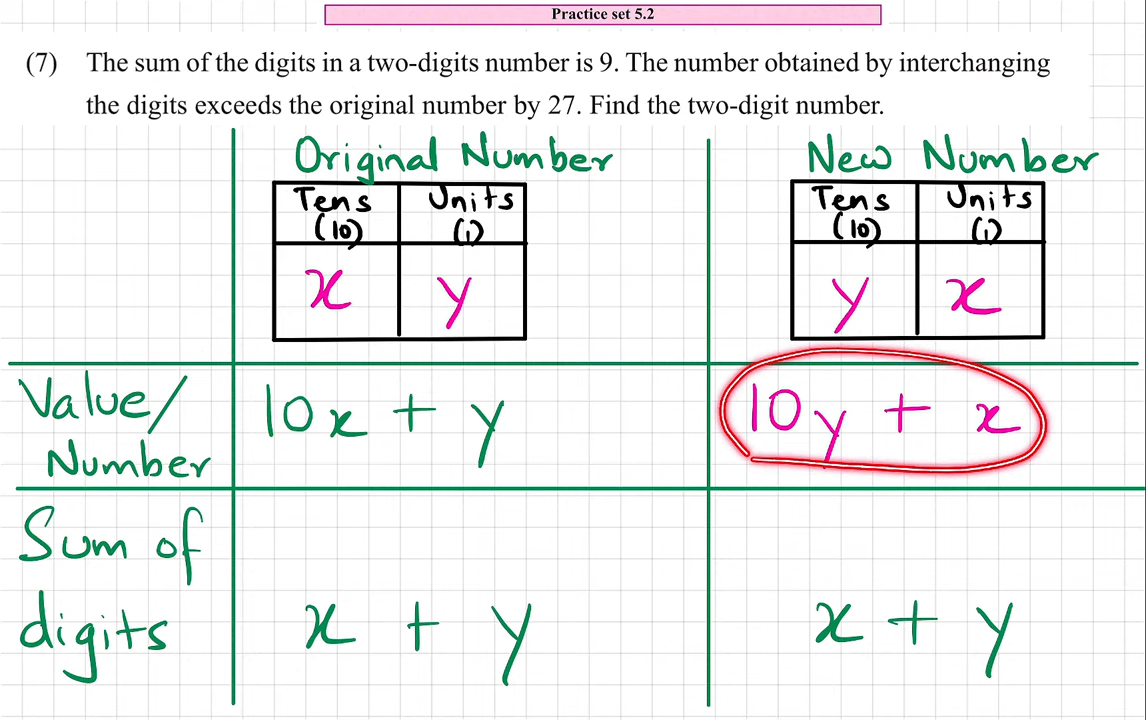 Practice set 5.2
(7) The sum of the digits in a two-digits number is 9. The number obtained by interchanging
the digits exceeds the original number by 27. Find the two-digit number.
Original Number New Number
Tens Units Tens Units
(10) (1) (10) (1)
x y y x
Value/ 10x + y 10y + x
Number
Sum of
digits x + y x + y